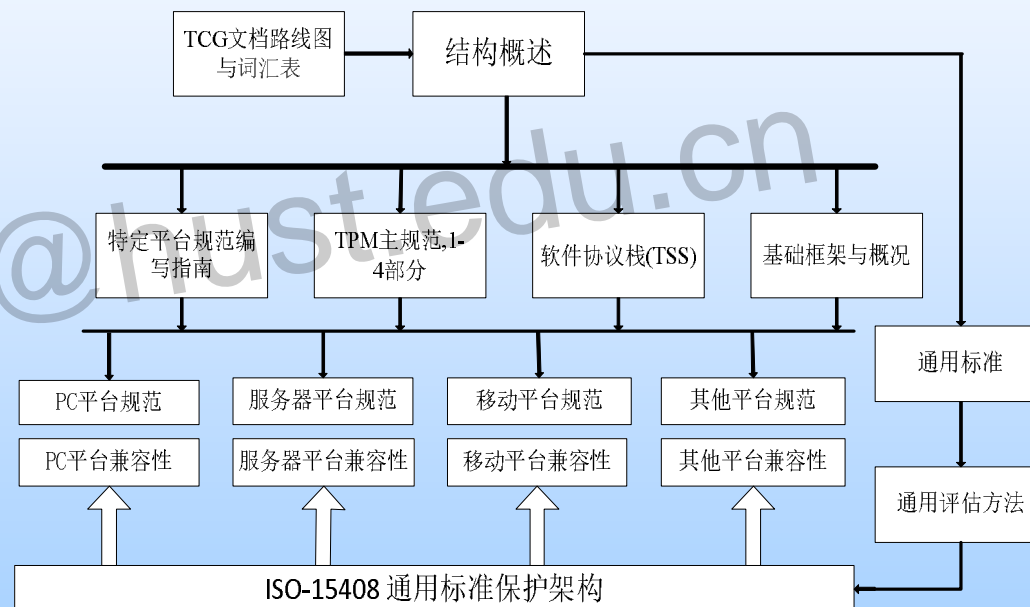 TCG文档路线图
与词汇表
结构概述
特定平台规范编
写指南
TPM主规范,1-
4部分
软件协议栈(TSS)
基础框架与概况
通用标准
PC平台规范
服务器平台规范
移动平台规范
其他平台规范
PC平台兼容性
服务器平台兼容性
移动平台兼容性
其他平台兼容性
通用评估方法
ISO-15408 通用标准保护架构
@hust.edu.cn